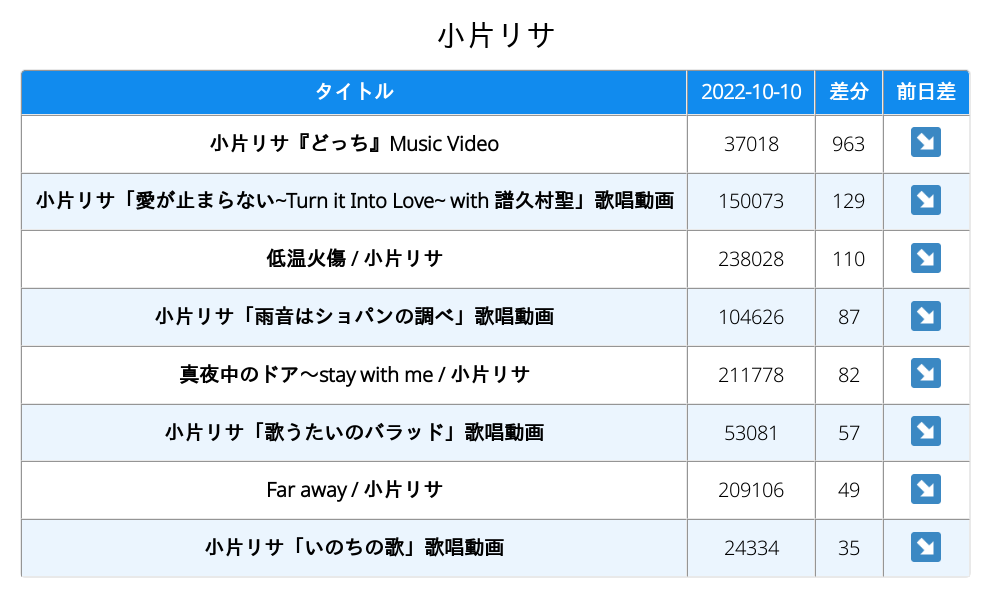 小片リサ
タイトル 2022-10-10 差分 前日差
小片リサ『どっち』Music Video 37018 963 ↘
小片リサ「愛が止まらない~Turn it Into Love~ with 譜久村聖」歌唱動画 150073 129 ↘
低温火傷 / 小片リサ 238028 110 ↘
小片リサ「雨音はショパンの調べ」歌唱動画 104626 87 ↘
真夜中のドア〜stay with me / 小片リサ 211778 82 ↘
小片リサ「歌うたいのバラッド」歌唱動画 53081 57 ↘
Far away / 小片リサ 209106 49 ↘
小片リサ「いのちの歌」歌唱動画 24334 35 ↘